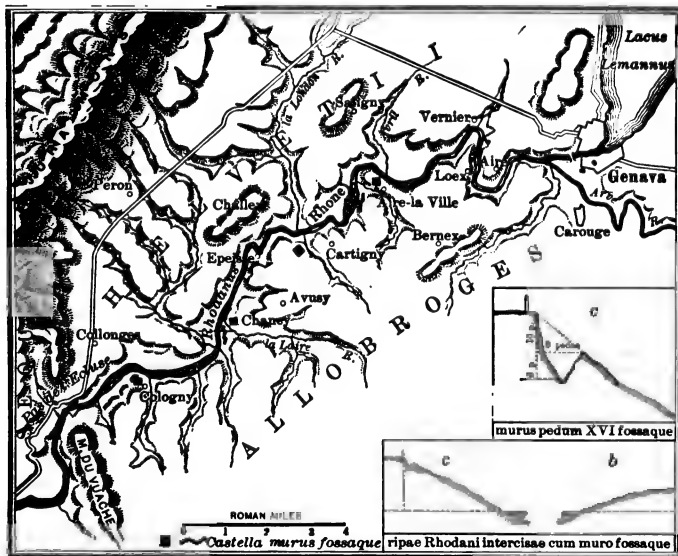 Lacus
Lemannus
Genava
Vernier
Satigny
la London R.
HELVETII
Peron
Challex
Rhone
Loex
Aire
Aire-la Ville
Arve R.
Carouge
Bernex
Cartigny
Epeisse
Rhodanus
Avusy
Chancy
la Laire R.
Collonges
Cologny
ALLOBROGES
M. DU VUACHE
c
murus pedum XVI fossaque
c
b
ripae Rhodani intercisae cum muro fossaque
ROMAN MILES
1 2 3 4
Castella murus fossaque